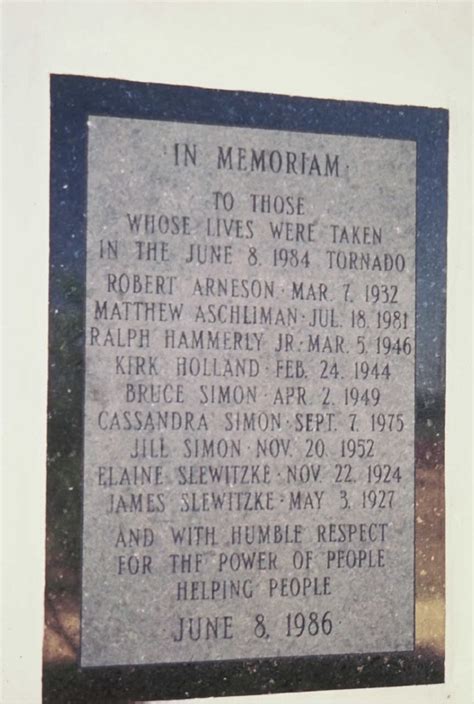 IN MEMORIAM
TO THOSE
WHOSE LIVES WERE TAKEN
IN THE JUNE 8, 1984 TORNADO
ROBERT ARNESON · MAR. 7, 1932
MATTHEW ASCHLIMAN · JUL. 18, 1981
RALPH HAMMERLY JR. · MAR. 5, 1946
KIRK HOLLAND · FEB. 24, 1944
BRUCE SIMON · APR. 2, 1949
CASSANDRA SIMON · SEPT. 7, 1975
JILL SIMON · NOV. 20, 1952
ELAINE SLEWITZKE · NOV. 22, 1924
JAMES SLEWITZKE · MAY 3, 1927
AND WITH HUMBLE RESPECT
FOR THE POWER OF PEOPLE
HELPING PEOPLE
JUNE 8, 1986